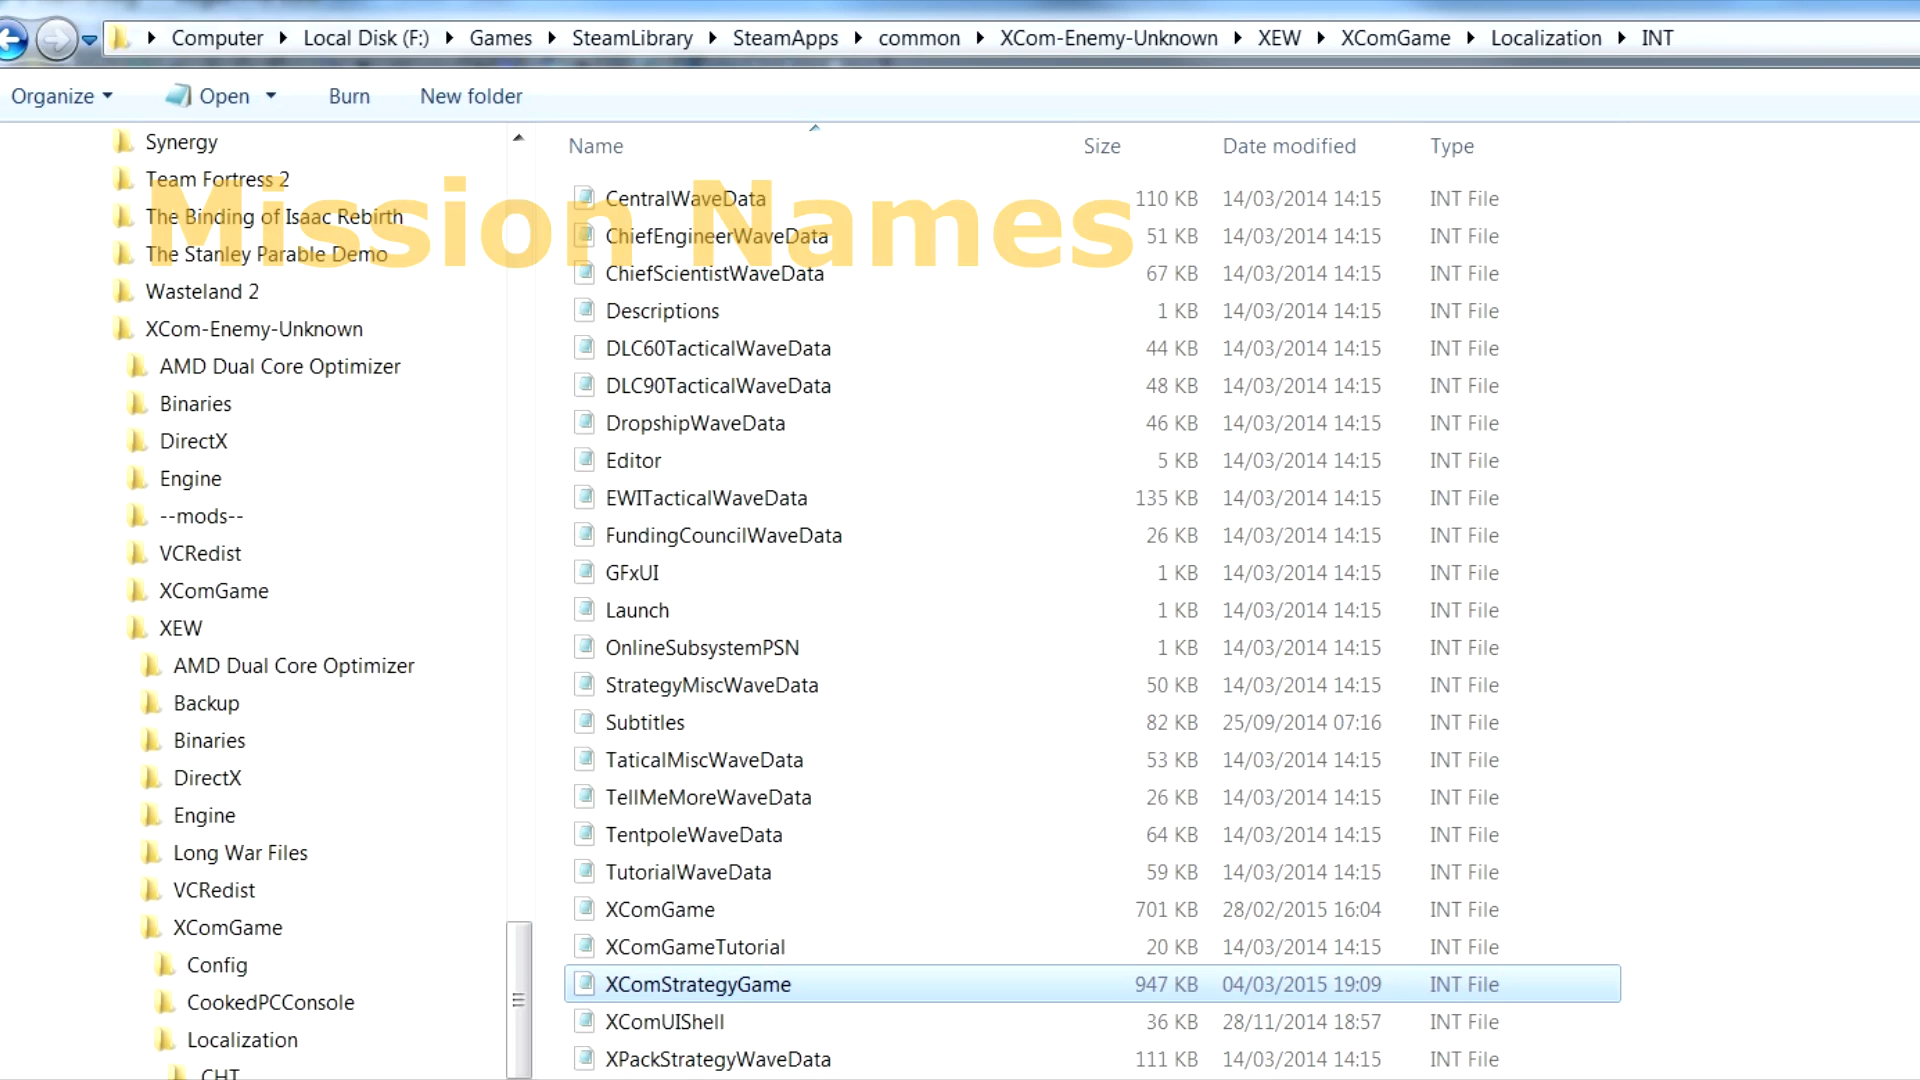 Computer Local Disk (F:) Games SteamLibrary SteamApps common XCom-Enemy-Unknown XEW XComGame Localization INT
Organize Open Burn New folder
Synergy
Team Fortress 2
The Binding of Isaac Rebirth
The Stanley Parable Demo
Wasteland 2
XCom-Enemy-Unknown
AMD Dual Core Optimizer
Binaries
DirectX
Engine
--mods--
VCRedist
XComGame
XEW
AMD Dual Core Optimizer
Backup
Binaries
DirectX
Engine
Long War Files
VCRedist
XComGame
Config
CookedPCConsole
Localization
CHT
Mission Names
Name Size Date modified Type
CentralWaveData 110 KB 14/03/2014 14:15 INT File
ChiefEngineerWaveData 51 KB 14/03/2014 14:15 INT File
ChiefScientistWaveData 67 KB 14/03/2014 14:15 INT File
Descriptions 1 KB 14/03/2014 14:15 INT File
DLC60TacticalWaveData 44 KB 14/03/2014 14:15 INT File
DLC90TacticalWaveData 48 KB 14/03/2014 14:15 INT File
DropshipWaveData 46 KB 14/03/2014 14:15 INT File
Editor 5 KB 14/03/2014 14:15 INT File
EWITacticalWaveData 135 KB 14/03/2014 14:15 INT File
FundingCouncilWaveData 26 KB 14/03/2014 14:15 INT File
GFxUI 1 KB 14/03/2014 14:15 INT File
Launch 1 KB 14/03/2014 14:15 INT File
OnlineSubsystemPSN 1 KB 14/03/2014 14:15 INT File
StrategyMiscWaveData 50 KB 14/03/2014 14:15 INT File
Subtitles 82 KB 25/09/2014 07:16 INT File
TaticalMiscWaveData 53 KB 14/03/2014 14:15 INT File
TellMeMoreWaveData 26 KB 14/03/2014 14:15 INT File
TentpoleWaveData 64 KB 14/03/2014 14:15 INT File
TutorialWaveData 59 KB 14/03/2014 14:15 INT File
XComGame 701 KB 28/02/2015 16:04 INT File
XComGameTutorial 20 KB 14/03/2014 14:15 INT File
XComStrategyGame 947 KB 04/03/2015 19:09 INT File
XComUIShell 36 KB 28/11/2014 18:57 INT File
XPackStrategyWaveData 111 KB 14/03/2014 14:15 INT File